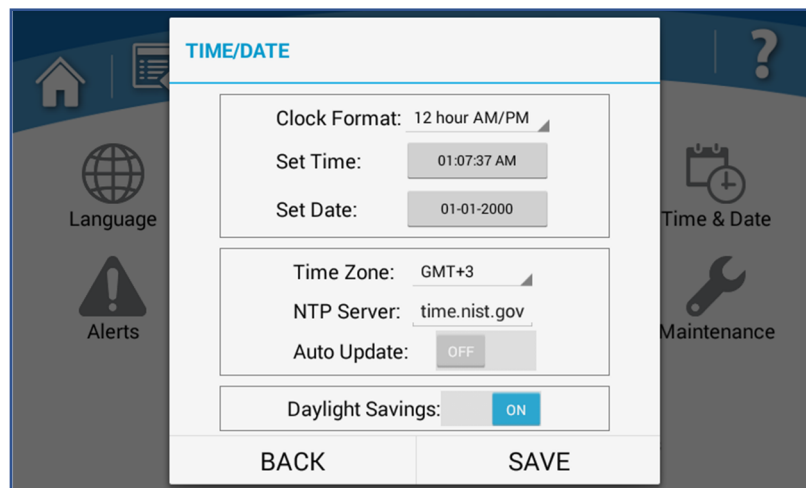 TIME/DATE
?
Clock Format: 12 hour AM/PM
Set Time: 01:07:37 AM
Set Date: 01-01-2000
Time Zone: GMT+3
NTP Server: time.nist.gov
Auto Update: OFF
Daylight Savings: ON
BACK SAVE
Language
Alerts
Time & Date
Maintenance